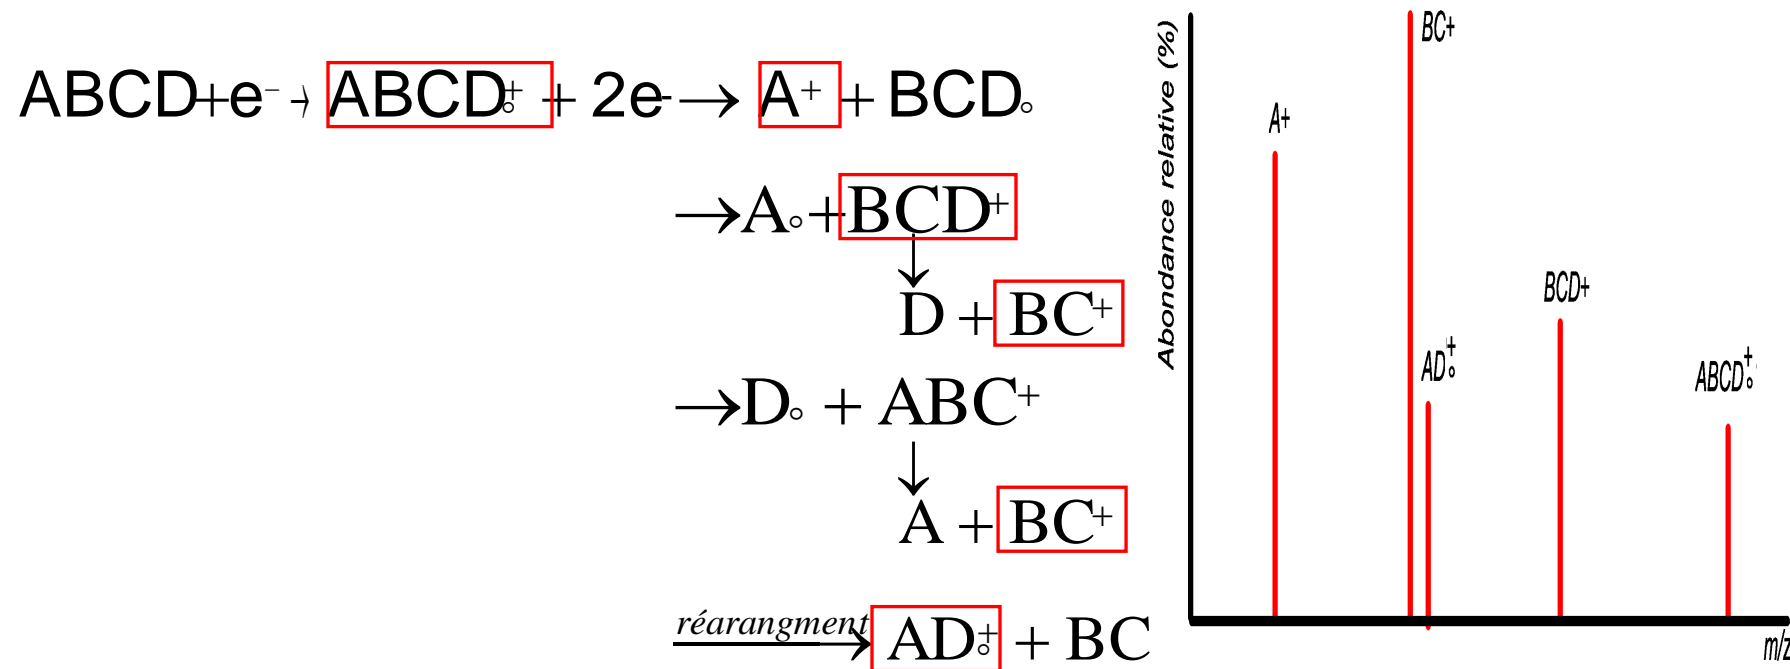 ABCD+e⁻ → ABCD⁺° + 2e⁻ → A⁺ + BCD°
→ A° + BCD⁺
↓
D + BC⁺
→ D° + ABC⁺
↓
A + BC⁺
réarangment → AD⁺° + BC
Abondance relative (%)
A+
BC+
AD⁺°
BCD+
ABCD⁺°
m/z